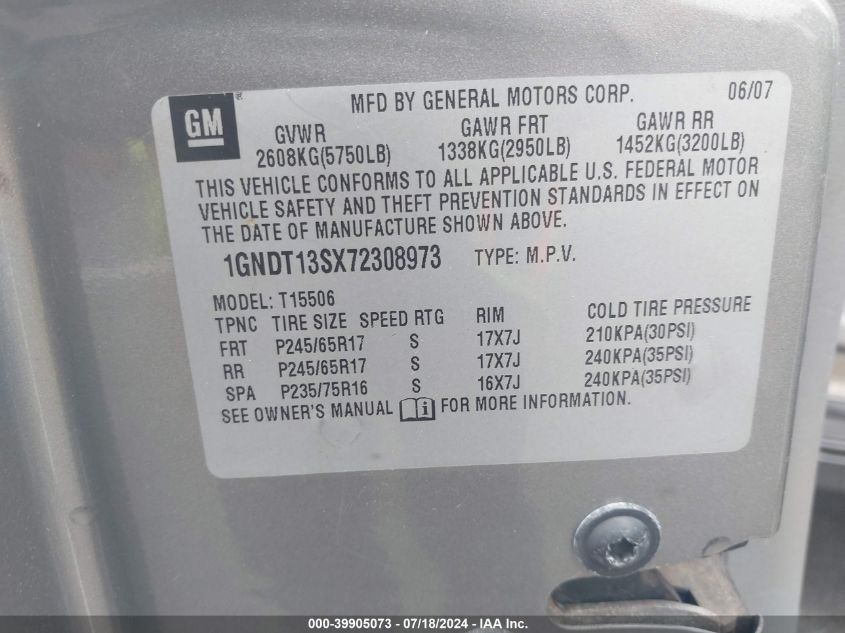 GM
MFD BY GENERAL MOTORS CORP. 06/07
GVWR GAWR FRT GAWR RR
2608KG(5750LB) 1338KG(2950LB) 1452KG(3200LB)
THIS VEHICLE CONFORMS TO ALL APPLICABLE U.S. FEDERAL MOTOR
VEHICLE SAFETY AND THEFT PREVENTION STANDARDS IN EFFECT ON
THE DATE OF MANUFACTURE SHOWN ABOVE.
1GNDT13SX72308973 TYPE: M.P.V.
MODEL: T15506
TPNC TIRE SIZE SPEED RTG RIM COLD TIRE PRESSURE
FRT P245/65R17 S 17X7J 210KPA(30PSI)
RR P245/65R17 S 17X7J 240KPA(35PSI)
SPA P235/75R16 S 16X7J 240KPA(35PSI)
SEE OWNER'S MANUAL i FOR MORE INFORMATION.
000-39905073 - 07/18/2024 - IAA Inc.